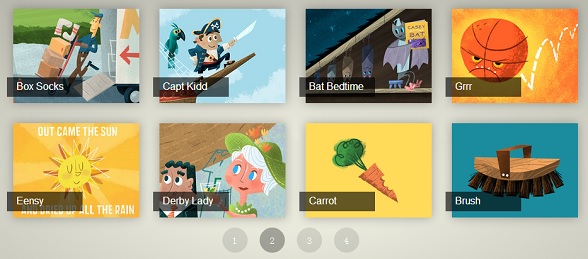 CASEY
BAT
Box Socks
Capt Kidd
Bat Bedtime
Grrr
OUT CAME THE SUN
Eensy
AND DRIED UP ALL THE RAIN
Derby Lady
Carrot
Brush
1
2
3
4